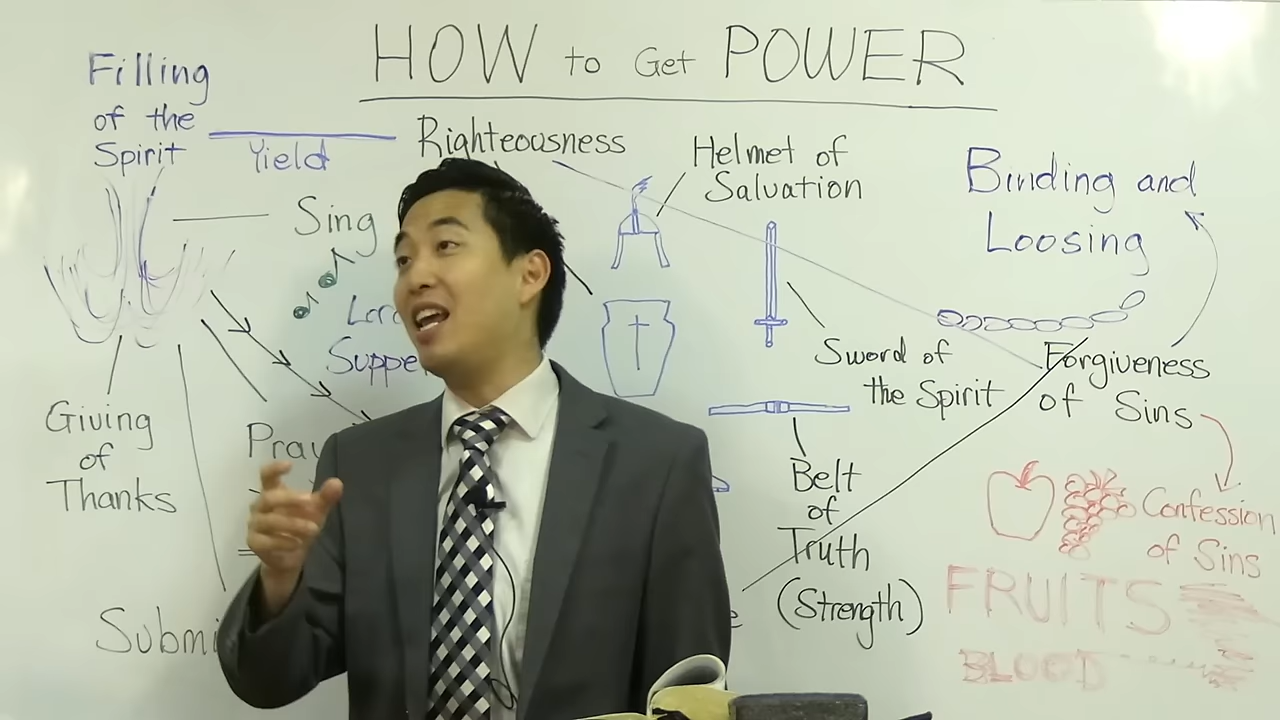 HOW to Get POWER
Filling
of the
Spirit
Yield
Righteousness
Helmet of
Salvation
Binding and
Loosing
Sing
Sword of
the Spirit
Forgiveness
of Sins
Giving
of
Thanks
Belt
of
Truth
(Strength)
Confession
of Sins
FRUITS
BLOOD